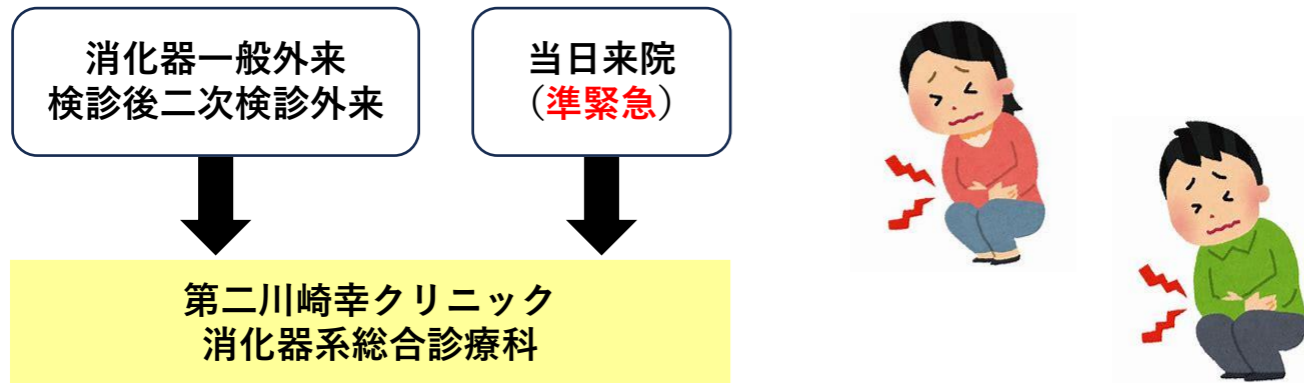 消化器一般外来
検診後二次検診外来
当日来院
（準緊急）
第二川崎幸クリニック
消化器系総合診療科